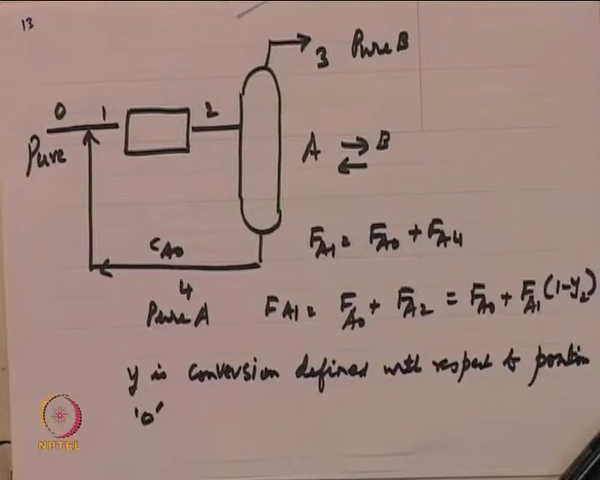 13
3 Pure B
0 1 2
Pure
A ⇌ B
C_A0
F_A1 = F_A0 + F_A4
4
Pure A
F_A1 = F_A0 + F_A2 = F_A0 + F_A1 (1-y_2)
y is conversion defined with respect to position
'0'
NPTEL